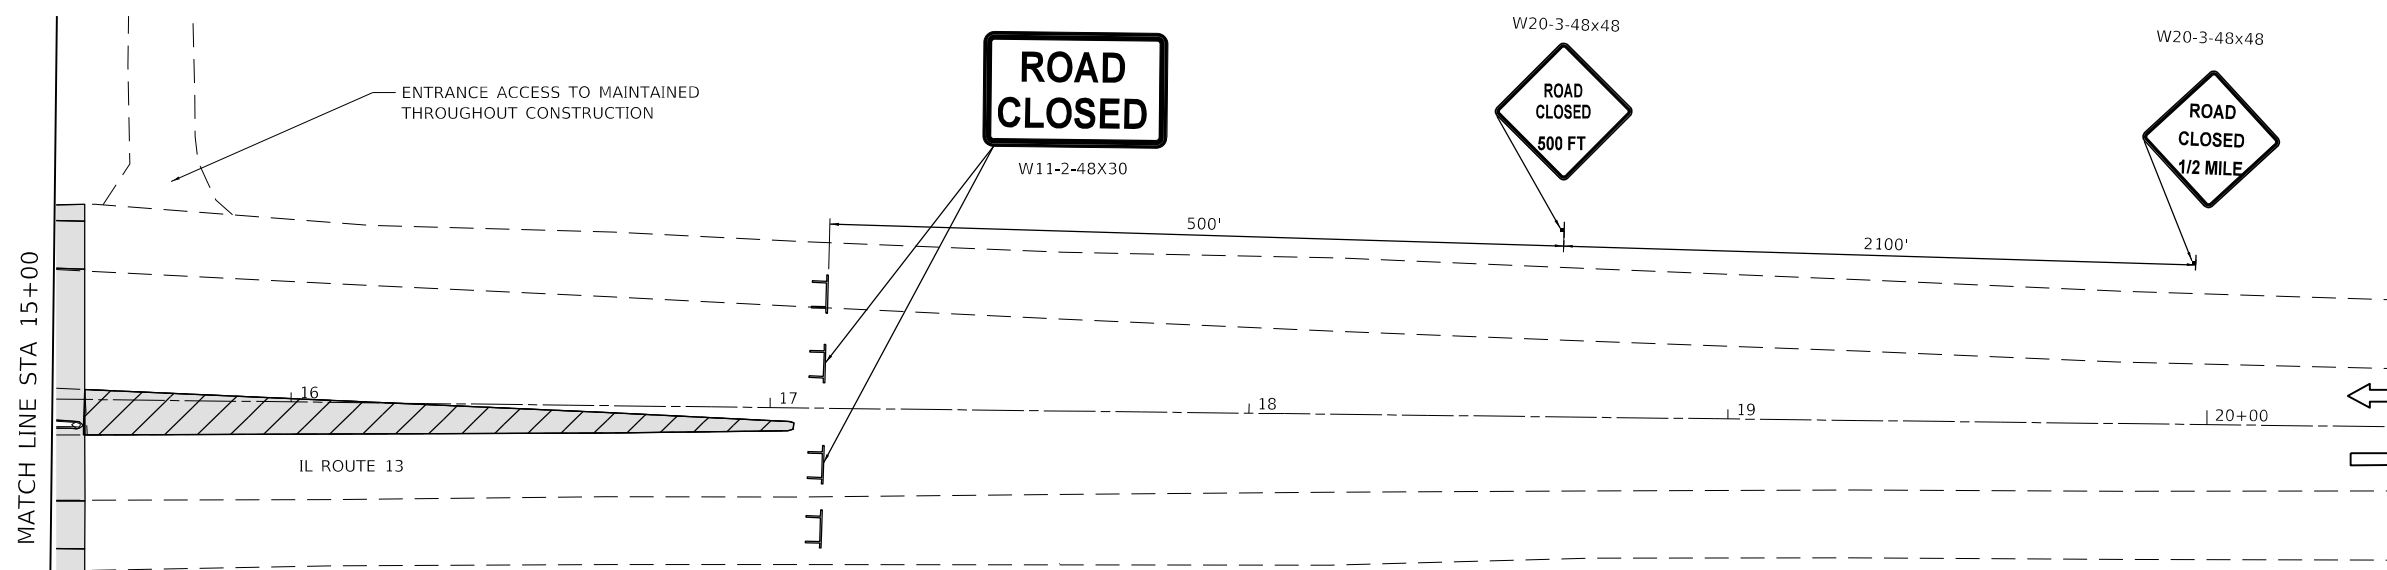 W20-3-48x48
W20-3-48x48
ROAD
CLOSED
W11-2-48X30
ROAD
CLOSED
500 FT
ROAD
CLOSED
1/2 MILE
ENTRANCE ACCESS TO MAINTAINED
THROUGHOUT CONSTRUCTION
500'
2100'
MATCH LINE STA 15+00
16
17
18
19
20+00
IL ROUTE 13